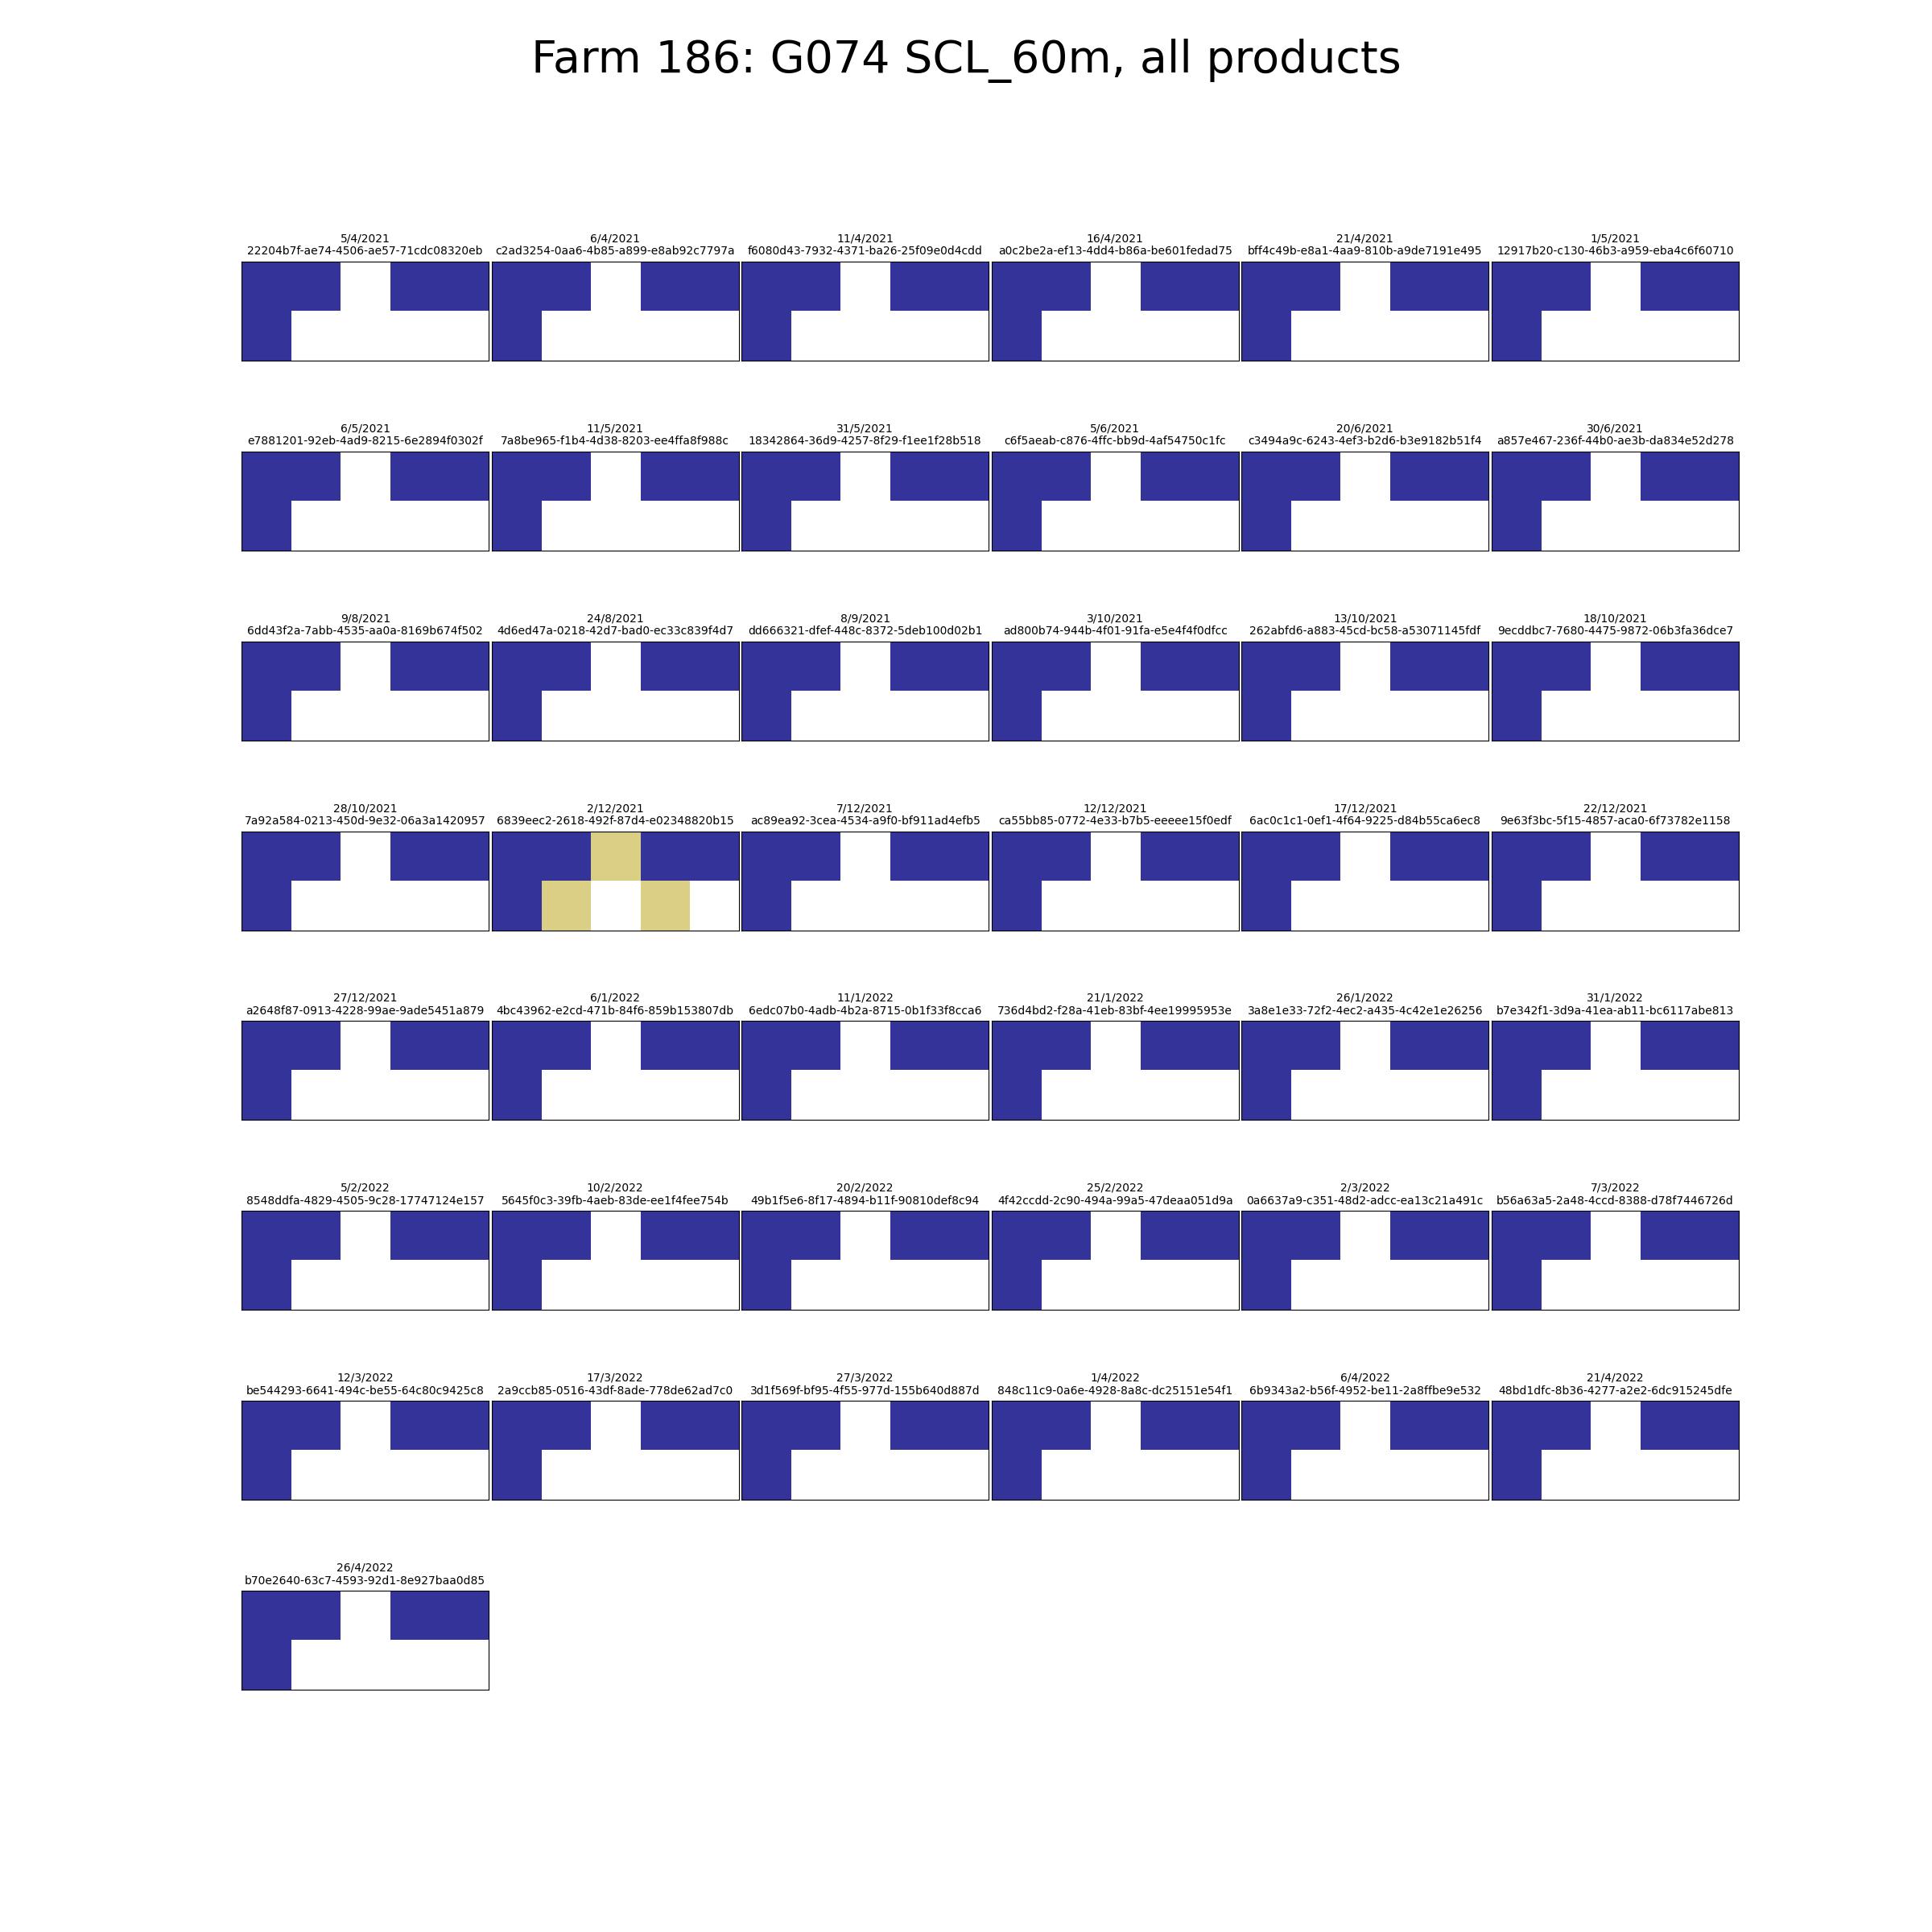 Farm 186: G074 SCL_60m, all products
5/4/2021
22204b7f-ae74-4506-ae57-71cdc08320eb
6/4/2021
c2ad3254-0aa6-4b85-a899-e8ab92c7797a
11/4/2021
f6080d43-7932-4371-ba26-25f09e0d4cdd
16/4/2021
a0c2be2a-ef13-4dd4-b86a-be601fedad75
21/4/2021
bff4c49b-e8a1-4aa9-810b-a9de7191e495
1/5/2021
12917b20-c130-46b3-a959-eba4c6f60710
6/5/2021
e7881201-92eb-4ad9-8215-6e2894f0302f
11/5/2021
7a8be965-f1b4-4d38-8203-ee4ffa8f988c
31/5/2021
18342864-36d9-4257-8f29-f1ee1f28b518
5/6/2021
c6f5aeab-c876-4ffc-bb9d-4af54750c1fc
20/6/2021
c3494a9c-6243-4ef3-b2d6-b3e9182b51f4
30/6/2021
a857e467-236f-44b0-ae3b-da834e52d278
9/8/2021
6dd43f2a-7abb-4535-aa0a-8169b674f502
24/8/2021
4d6ed47a-0218-42d7-bad0-ec33c839f4d7
8/9/2021
dd666321-dfef-448c-8372-5deb100d02b1
3/10/2021
ad800b74-944b-4f01-91fa-e5e4f4f0dfcc
13/10/2021
262abfd6-a883-45cd-bc58-a53071145fdf
18/10/2021
9ecddbc7-7680-4475-9872-06b3fa36dce7
28/10/2021
7a92a584-0213-450d-9e32-06a3a1420957
2/12/2021
6839eec2-2618-492f-87d4-e02348820b15
7/12/2021
ac89ea92-3cea-4534-a9f0-bf911ad4efb5
12/12/2021
ca55bb85-0772-4e33-b7b5-eeeee15f0edf
17/12/2021
6ac0c1c1-0ef1-4f64-9225-d84b55ca6ec8
22/12/2021
9e63f3bc-5f15-4857-aca0-6f73782e1158
27/12/2021
a2648f87-0913-4228-99ae-9ade5451a879
6/1/2022
4bc43962-e2cd-471b-84f6-859b153807db
11/1/2022
6edc07b0-4adb-4b2a-8715-0b1f33f8cca6
21/1/2022
736d4bd2-f28a-41eb-83bf-4ee19995953e
26/1/2022
3a8e1e33-72f2-4ec2-a435-4c42e1e26256
31/1/2022
b7e342f1-3d9a-41ea-ab11-bc6117abe813
5/2/2022
8548ddfa-4829-4505-9c28-17747124e157
10/2/2022
5645f0c3-39fb-4aeb-83de-ee1f4fee754b
20/2/2022
49b1f5e6-8f17-4894-b11f-90810def8c94
25/2/2022
4f42ccdd-2c90-494a-99a5-47deaa051d9a
2/3/2022
0a6637a9-c351-48d2-adcc-ea13c21a491c
7/3/2022
b56a63a5-2a48-4ccd-8388-d78f7446726d
12/3/2022
be544293-6641-494c-be55-64c80c9425c8
17/3/2022
2a9ccb85-0516-43df-8ade-778de62ad7c0
27/3/2022
3d1f569f-bf95-4f55-977d-155b640d887d
1/4/2022
848c11c9-0a6e-4928-8a8c-dc25151e54f1
6/4/2022
6b9343a2-b56f-4952-be11-2a8ffbe9e532
21/4/2022
48bd1dfc-8b36-4277-a2e2-6dc915245dfe
26/4/2022
b70e2640-63c7-4593-92d1-8e927baa0d85